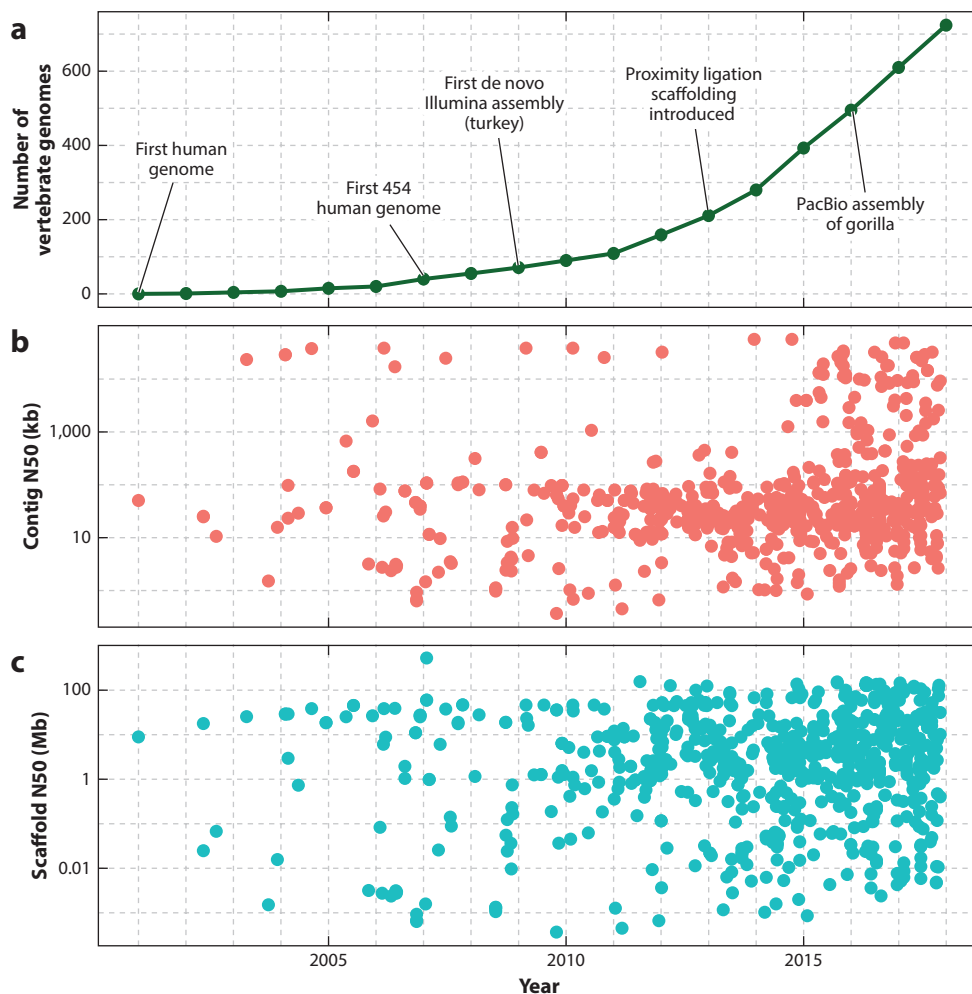 a
Number of
vertebrate genomes
600
400
200
0
First human
genome
First 454
human genome
First de novo
Illumina assembly
(turkey)
Proximity ligation
scaffolding
introduced
PacBio assembly
of gorilla
b
Contig N50 (kb)
1,000
10
c
Scaffold N50 (Mb)
100
1
0.01
2005
2010
2015
Year